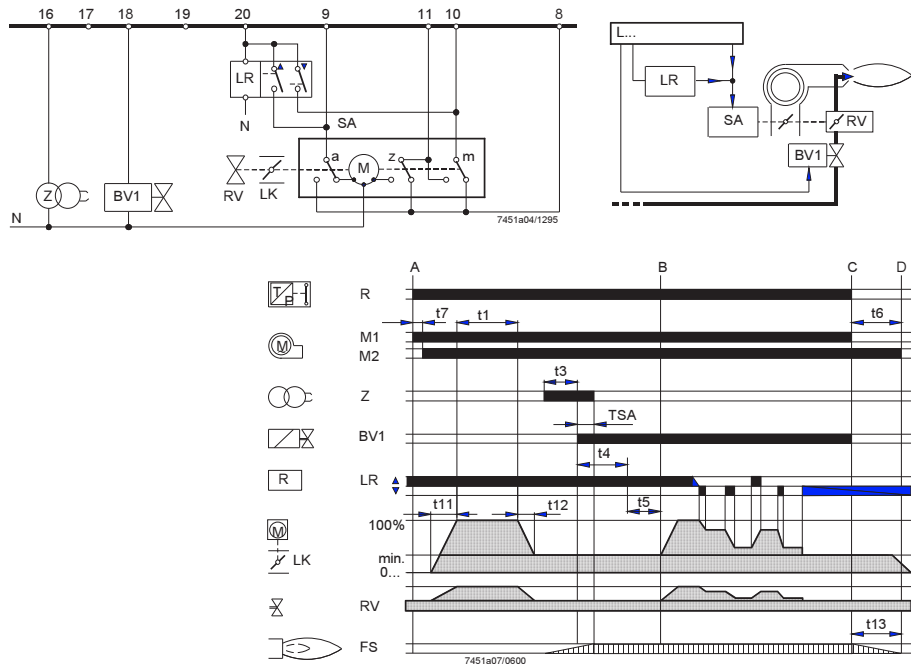 16 17 18 19 20 9 11 10 8
LR
N
SA
a M z m
RV LK
Z BV1
N
7451a04/1295
L...
LR
SA RV
BV1
A B C D
R
t7 t1 t6
M1
M M2
t3
Z
TSA
BV1
t4
R LR
t5
t11 t12
100%
M
LK min.
0...
RV
t13
FS
7451a07/0600